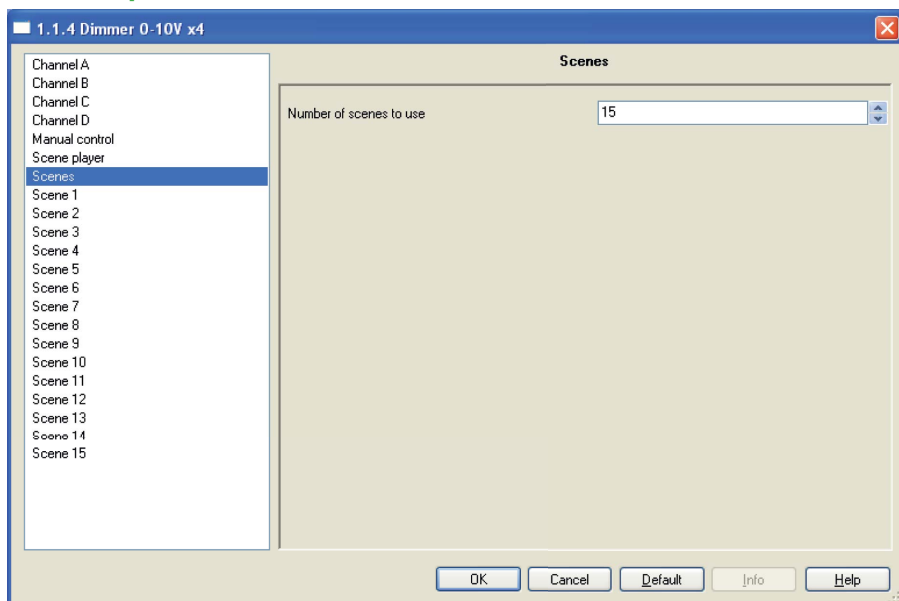 1.1.4 Dimmer 0-10V x4
Channel A
Channel B
Channel C
Channel D
Manual control
Scene player
Scenes
Scene 1
Scene 2
Scene 3
Scene 4
Scene 5
Scene 6
Scene 7
Scene 8
Scene 9
Scene 10
Scene 11
Scene 12
Scene 13
Scene 14
Scene 15
Scenes
Number of scenes to use
15
OK
Cancel
Default
Info
Help